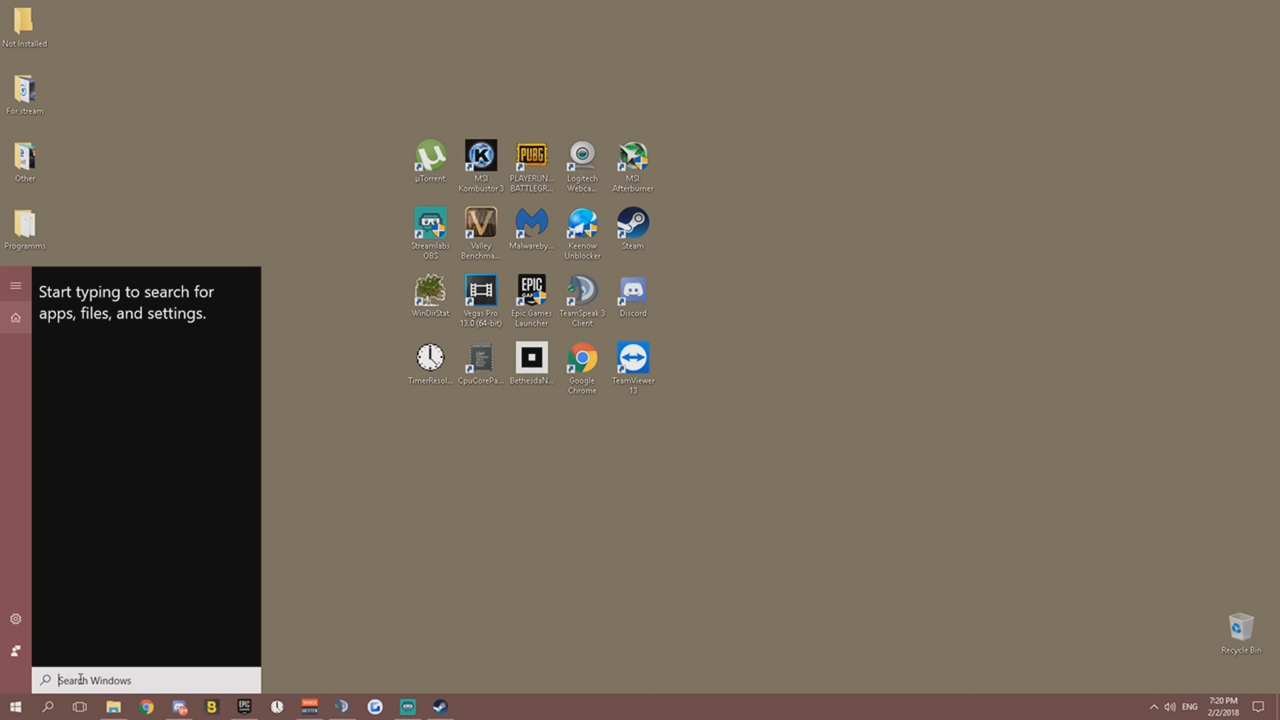 Not Installed
For stream
Other
Programms
µTorrent
MSI
Kombustor 3
PLAYERUN...
BATTLEGR...
Logitech
Webca...
MSI
Afterburner
Streamlabs
OBS
Valley
Benchma...
Malwareby...
Keenow
Unblocker
Steam
WinDirStat
Vegas Pro
13.0 (64-bit)
Epic Games
Launcher
TeamSpeak 3
Client
Discord
TimerResol...
CpuCorePa...
BethesdaN...
Google
Chrome
TeamViewer
13
PUBG
EPIC
Start typing to search for
apps, files, and settings.
Search Windows
Recycle Bin
EPIC
ENG
7:20 PM
2/2/2018